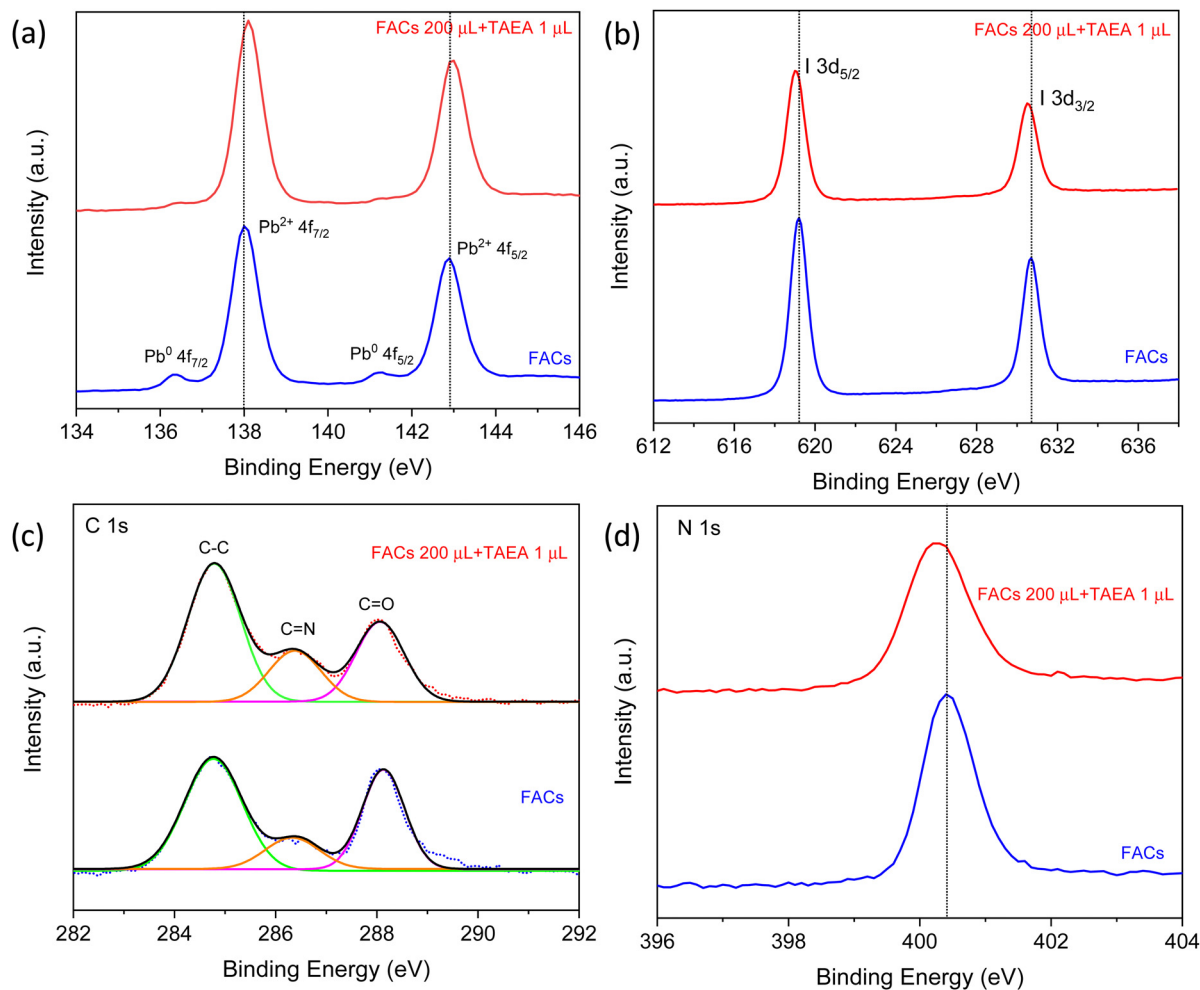 (a)
FACs 200 μL+TAEA 1 μL
Pb²⁺ 4f₇/₂
Pb²⁺ 4f₅/₂
Pb⁰ 4f₇/₂
Pb⁰ 4f₅/₂
FACs
Intensity (a.u.)
134 136 138 140 142 144 146
Binding Energy (eV)
(b)
FACs 200 μL+TAEA 1 μL
I 3d₅/₂
I 3d₃/₂
FACs
Intensity (a.u.)
612 616 620 624 628 632 636
Binding Energy (eV)
(c)
C 1s
FACs 200 μL+TAEA 1 μL
C-C
C=N
C=O
FACs
Intensity (a.u.)
282 284 286 288 290 292
Binding Energy (eV)
(d)
N 1s
FACs 200 μL+TAEA 1 μL
FACs
Intensity (a.u.)
396 398 400 402 404
Binding Energy (eV)